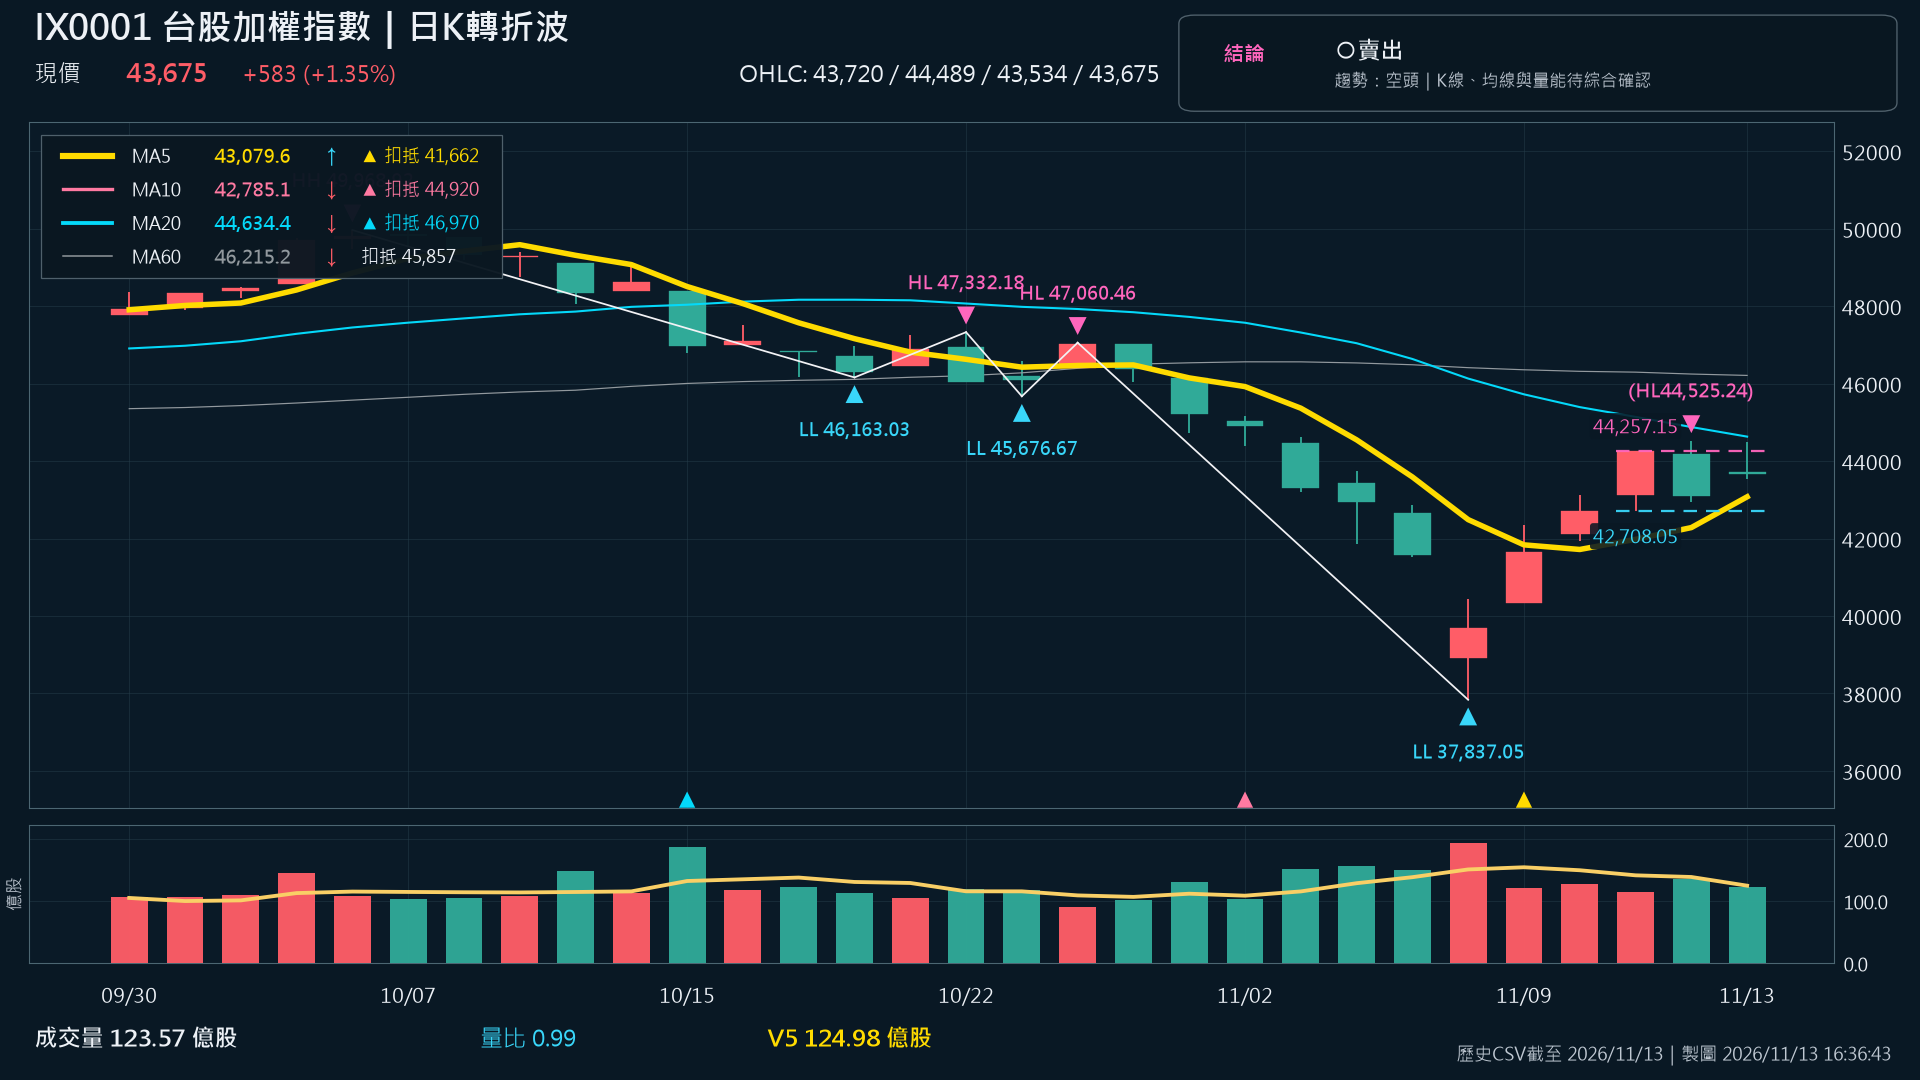 IX0001 台股加權指數 | 日K轉折波
現價 43,675 +583 (+1.35%)
OHLC: 43,720 / 44,489 / 43,534 / 43,675
結論 ○賣出
趨勢：空頭 | K線、均線與量能待綜合確認
MA5 43,079.6 ↑ ▲ 扣抵 41,662
MA10 42,785.1 ↓ ▲ 扣抵 44,920
MA20 44,634.4 ↓ ▲ 扣抵 46,970
MA60 46,215.2 ↓ 扣抵 45,857
52000
50000
48000
46000
44000
42000
40000
38000
36000
HL 47,332.18
HL 47,060.46
(HL44,525.24)
44,257.15
LL 46,163.03
LL 45,676.67
42,708.05
LL 37,837.05
億股
200.0
100.0
0.0
09/30 10/07 10/15 10/22 11/02 11/09 11/13
成交量 123.57 億股 量比 0.99 V5 124.98 億股
歷史CSV截至 2026/11/13 | 製圖 2026/11/13 16:36:43